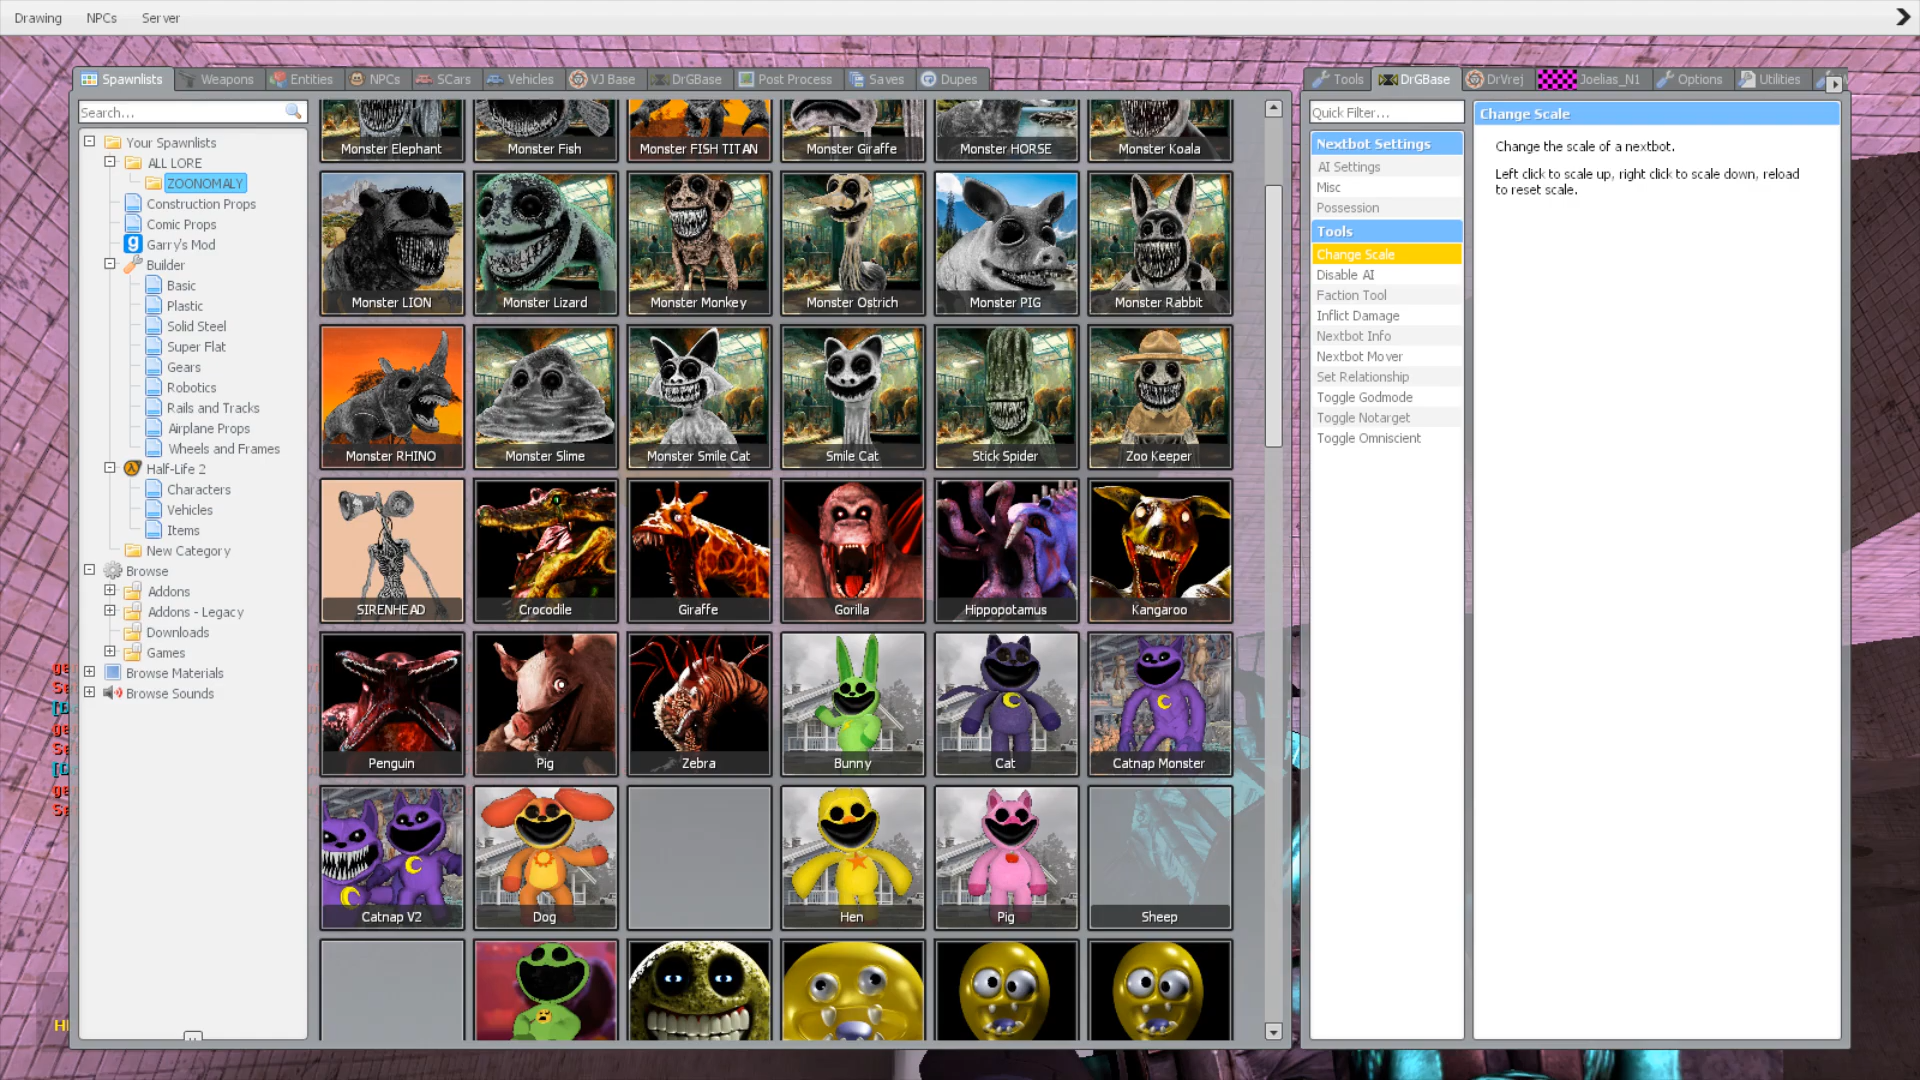 Drawing NPCs Server
Spawnlists Weapons Entities NPCs SCars Vehicles VJ Base DrGBase Post Process Saves Dupes
Search...
Your Spawnlists
ALL LORE
ZOONOMALY
Construction Props
Comic Props
Garry's Mod
Builder
Basic
Plastic
Solid Steel
Super Flat
Gears
Robotics
Rails and Tracks
Airplane Props
Wheels and Frames
Half-Life 2
Characters
Vehicles
Items
New Category
Browse
Addons
Addons - Legacy
Downloads
Games
Browse Materials
Browse Sounds
Monster Elephant Monster Fish Monster FISH TITAN Monster Giraffe Monster HORSE Monster Koala
Monster LION Monster Lizard Monster Monkey Monster Ostrich Monster PIG Monster Rabbit
Monster RHINO Monster Slime Monster Smile Cat Smile Cat Stick Spider Zoo Keeper
SIRENHEAD Crocodile Giraffe Gorilla Hippopotamus Kangaroo
Penguin Pig Zebra Bunny Cat Catnap Monster
Catnap V2 Dog Hen Pig Sheep
Tools DrGBase DrVrej Joelias_N1 Options Utilities
Quick Filter...
Nextbot Settings
AI Settings
Misc
Possession
Tools
Change Scale
Disable AI
Faction Tool
Inflict Damage
Nextbot Info
Nextbot Mover
Set Relationship
Toggle Godmode
Toggle Notarget
Toggle Omniscient
Change Scale
Change the scale of a nextbot.
Left click to scale up, right click to scale down, reload
to reset scale.